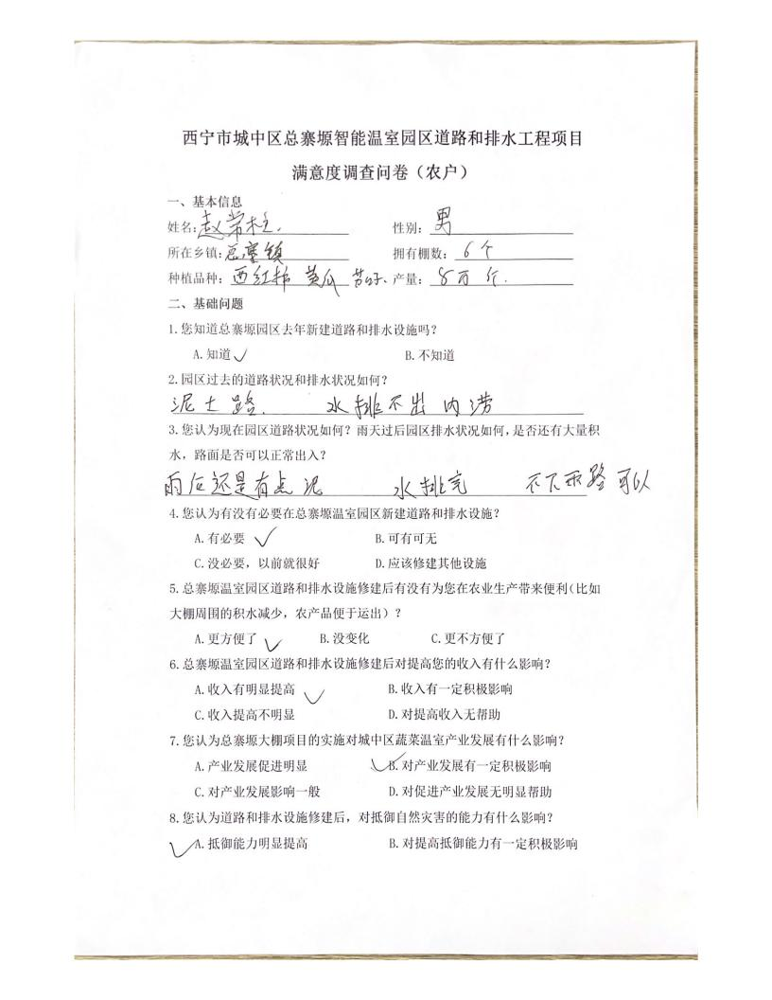 西宁市城中区总寨塬智能温室园区道路和排水工程项目
满意度调查问卷（农户）
一、基本信息
姓名：赵常柱. 性别：男
所在乡镇：总寨镇 拥有棚数：6个
种植品种：西红柿 黄瓜 产量：8万斤.
二、基础问题
1.您知道总寨塬园区去年新建道路和排水设施吗？
A.知道✓ B.不知道
2.园区过去的道路状况和排水状况如何？
泥土路. 水排不出 内涝
3.您认为现在园区道路状况如何？雨天过后园区排水状况如何，是否还有大量积
水，路面是否可以正常出入？
雨后还是有点泥 水排完 不下雨路可以
4.您认为有没有必要在总寨塬温室园区新建道路和排水设施？
A.有必要 ✓ B.可有可无
C.没必要，以前就很好 D.应该修建其他设施
5.总寨塬温室园区道路和排水设施修建后有没有为您在农业生产带来便利（比如
大棚周围的积水减少，农产品便于运出）？
A.更方便了 ✓ B.没变化 C.更不方便了
6.总寨塬温室园区道路和排水设施修建后对提高您的收入有什么影响？
A.收入有明显提高 ✓ B.收入有一定积极影响
C.收入提高不明显 D.对提高收入无帮助
7.您认为总寨塬大棚项目的实施对城中区蔬菜温室产业发展有什么影响？
A.产业发展促进明显 ✓B.对产业发展有一定积极影响
C.对产业发展影响一般 D.对促进产业发展无明显帮助
8.您认为道路和排水设施修建后，对抵御自然灾害的能力有什么影响？
✓A.抵御能力明显提高 B.对提高抵御能力有一定积极影响